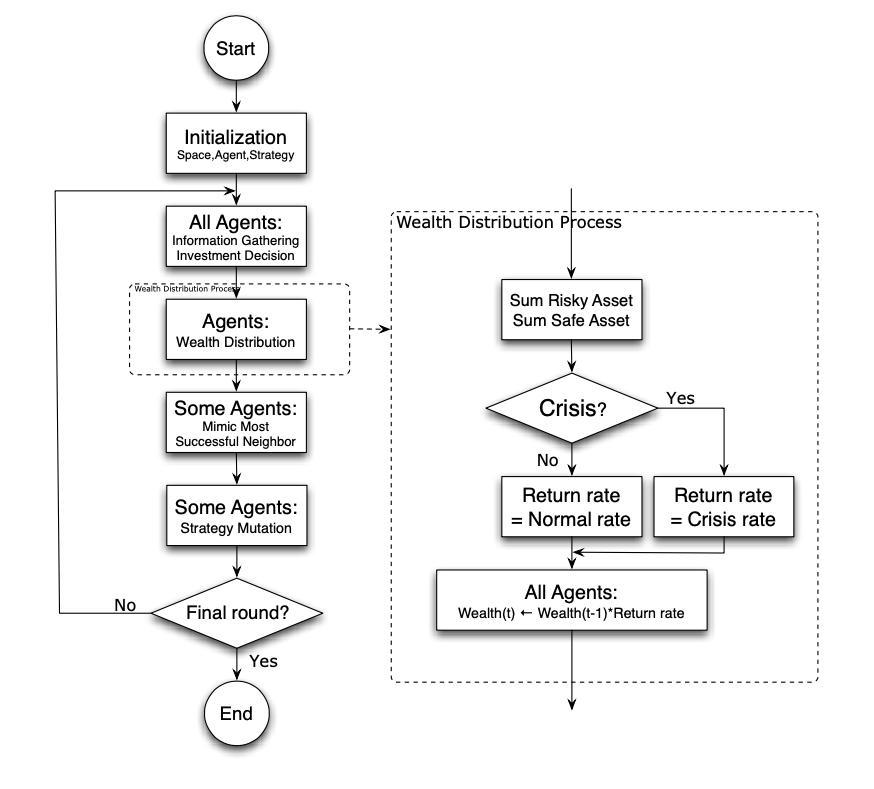 Start
Initialization
Space,Agent,Strategy
All Agents:
Information Gathering
Investment Decision
Wealth Distribution Process
Agents:
Wealth Distribution
Some Agents:
Mimic Most
Successful Neighbor
Some Agents:
Strategy Mutation
Final round?
No
Yes
End
Wealth Distribution Process
Sum Risky Asset
Sum Safe Asset
Crisis?
Yes
No
Return rate
= Normal rate
Return rate
= Crisis rate
All Agents:
Wealth(t) ← Wealth(t-1)*Return rate